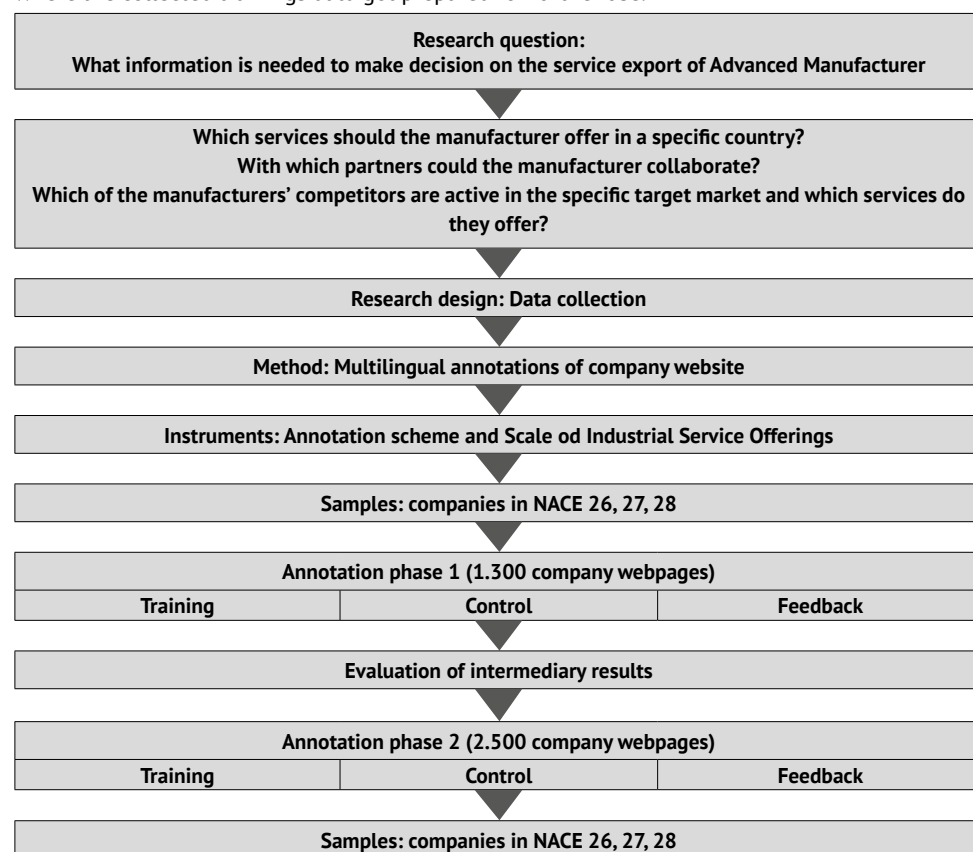 Research question:
What information is needed to make decision on the service export of Advanced Manufacturer
Which services should the manufacturer offer in a specific country?
With which partners could the manufacturer collaborate?
Which of the manufacturers' competitors are active in the specific target market and which services do
they offer?
Research design: Data collection
Method: Multilingual annotations of company website
Instruments: Annotation scheme and Scale od Industrial Service Offerings
Samples: companies in NACE 26, 27, 28
Annotation phase 1 (1.300 company webpages)
Training Control Feedback
Evaluation of intermediary results
Annotation phase 2 (2.500 company webpages)
Training Control Feedback
Samples: companies in NACE 26, 27, 28